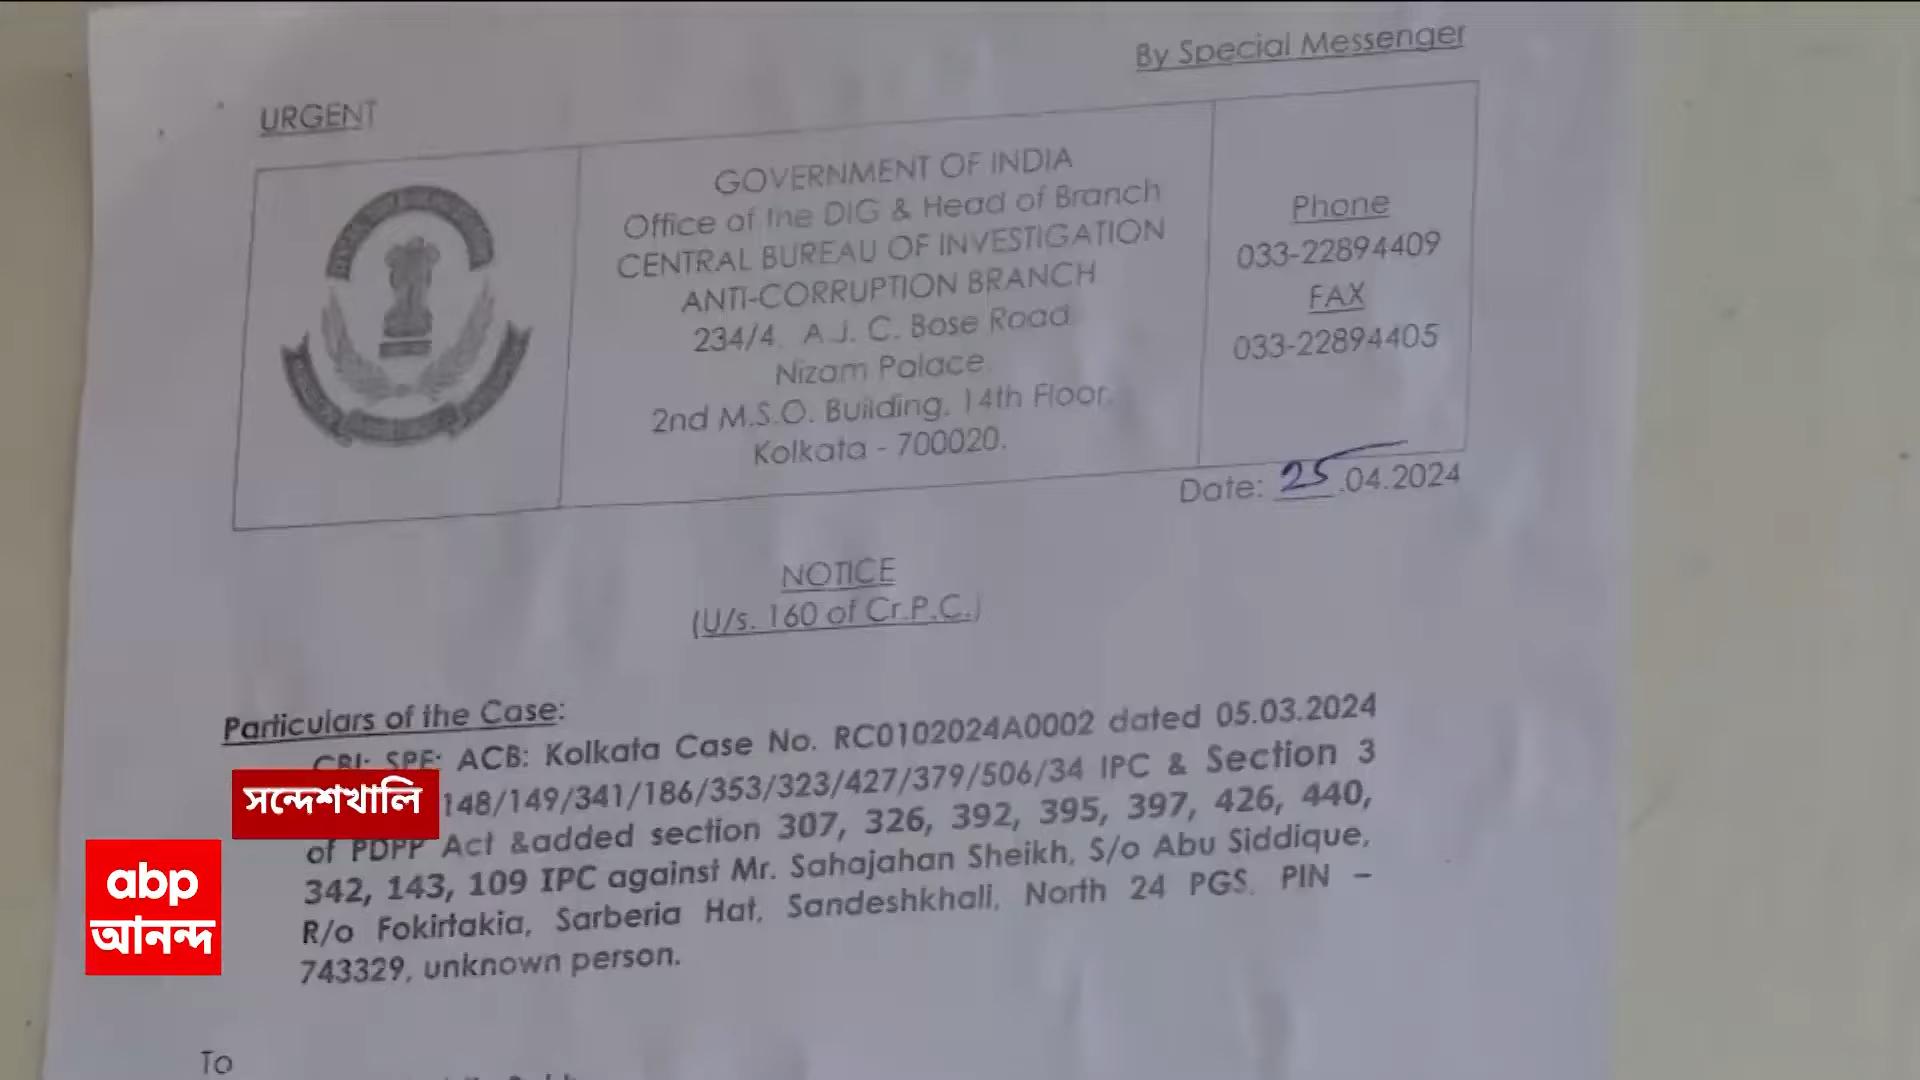 By Special Messenger
URGENT
GOVERNMENT OF INDIA
Office of the DIG & Head of Branch
CENTRAL BUREAU OF INVESTIGATION
ANTI-CORRUPTION BRANCH
234/4, A.J. C. Bose Road
Nizam Palace,
2nd M.S.O. Building, 14th Floor,
Kolkata - 700020.
Phone
033-22894409
FAX
033-22894405
Date: 25.04.2024
NOTICE
(U/s. 160 of Cr.P.C.)
Particulars of the Case:
CBI: SPE: ACB: Kolkata Case No. RC0102024A0002 dated 05.03.2024
148/149/341/186/353/323/427/379/506/34 IPC & Section 3
of PDPP Act &added section 307, 326, 392, 395, 397, 426, 440,
342, 143, 109 IPC against Mr. Sahajahan Sheikh, S/o Abu Siddique,
R/o Fokirtakia, Sarberia Hat, Sandeshkhali, North 24 PGS. PIN –
743329, unknown person.
To
সন্দেশখালি
abp
আনন্দ